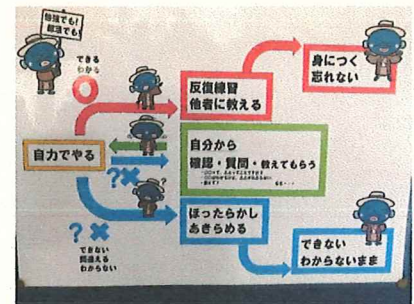 勉強でも!
部活でも!
できる
わかる
反復練習
他者に教える
身につく
忘れない
自力でやる
自分から
確認・質問・教えてもらう
?✖
ほったらかし
あきらめる
?✖
できない
間違える
わからない
できない
わからないまま